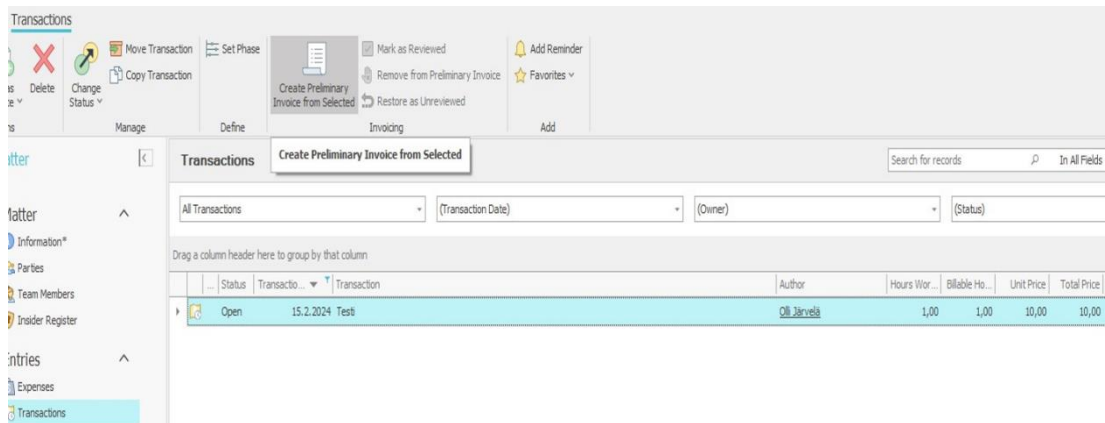 Transactions
Delete
Change
Status
Move Transaction
Copy Transaction
Manage
Set Phase
Define
Create Prelminary
Invoice from Selected
Mark as Reviewed
Remove from Preliminary Invoice
Restore as Unreviewed
Invoicing
Add Reminder
Favorites
Add
Create Preliminary Invoice from Selected
Transactions
Search for records
In All Fields
All Transactions
(Transaction Date)
(Owner)
(Status)
Drag a column header here to group by that column
... Status Transactio... Transaction Author Hours Wor... Billable Ho... Unit Price Total Price
Open 15.2.2024 Testi Olli Järvelä 1,00 1,00 10,00 10,00
Information*
Parties
Team Members
Insider Register
Expenses
Transactions